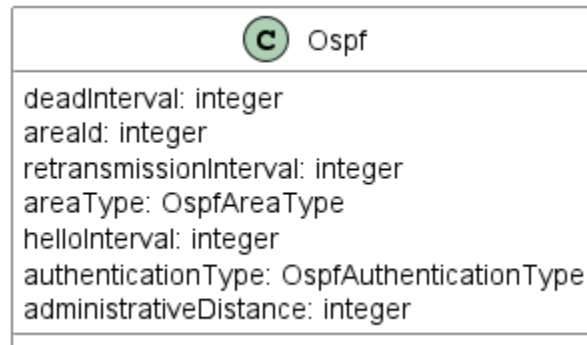 C Ospf
deadInterval: integer
areaId: integer
retransmissionInterval: integer
areaType: OspfAreaType
helloInterval: integer
authenticationType: OspfAuthenticationType
administrativeDistance: integer